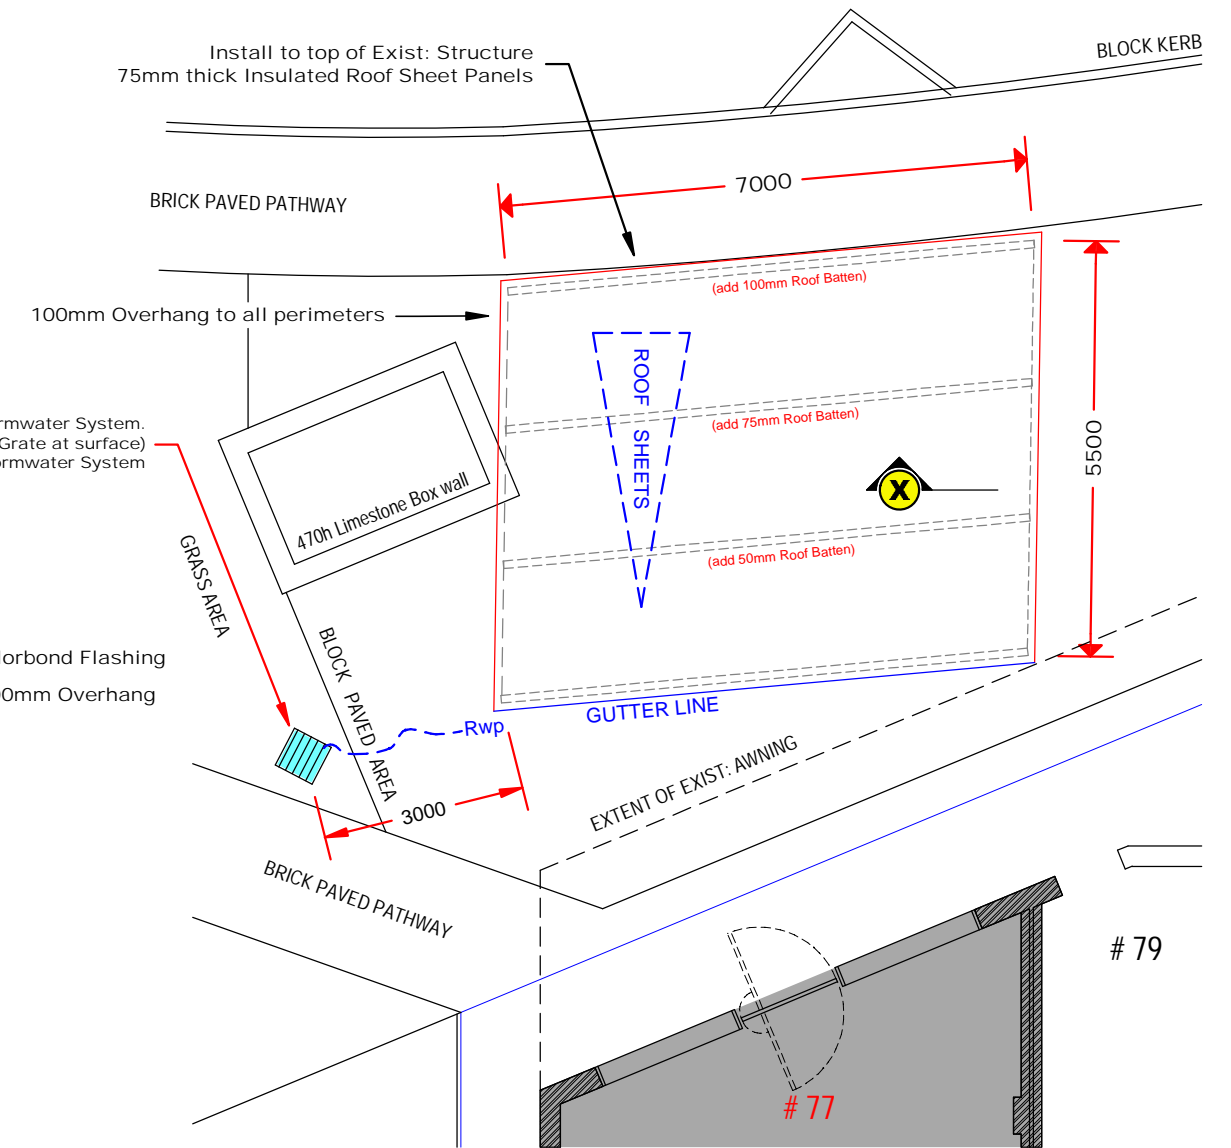 Install to top of Exist: Structure
75mm thick Insulated Roof Sheet Panels
BLOCK KERB
7000
BRICK PAVED PATHWAY
(add 100mm Roof Batten)
100mm Overhang to all perimeters
ROOF SHEETS
(add 75mm Roof Batten)
5500
rmwater System.
Grate at surface)
ormwater System
X
470h Limestone Box wall
(add 50mm Roof Batten)
GRASS AREA
BLOCK PAVED AREA
lorbond Flashing
00mm Overhang
GUTTER LINE
Rwp
EXTENT OF EXIST: AWNING
3000
BRICK PAVED PATHWAY
# 79
# 77